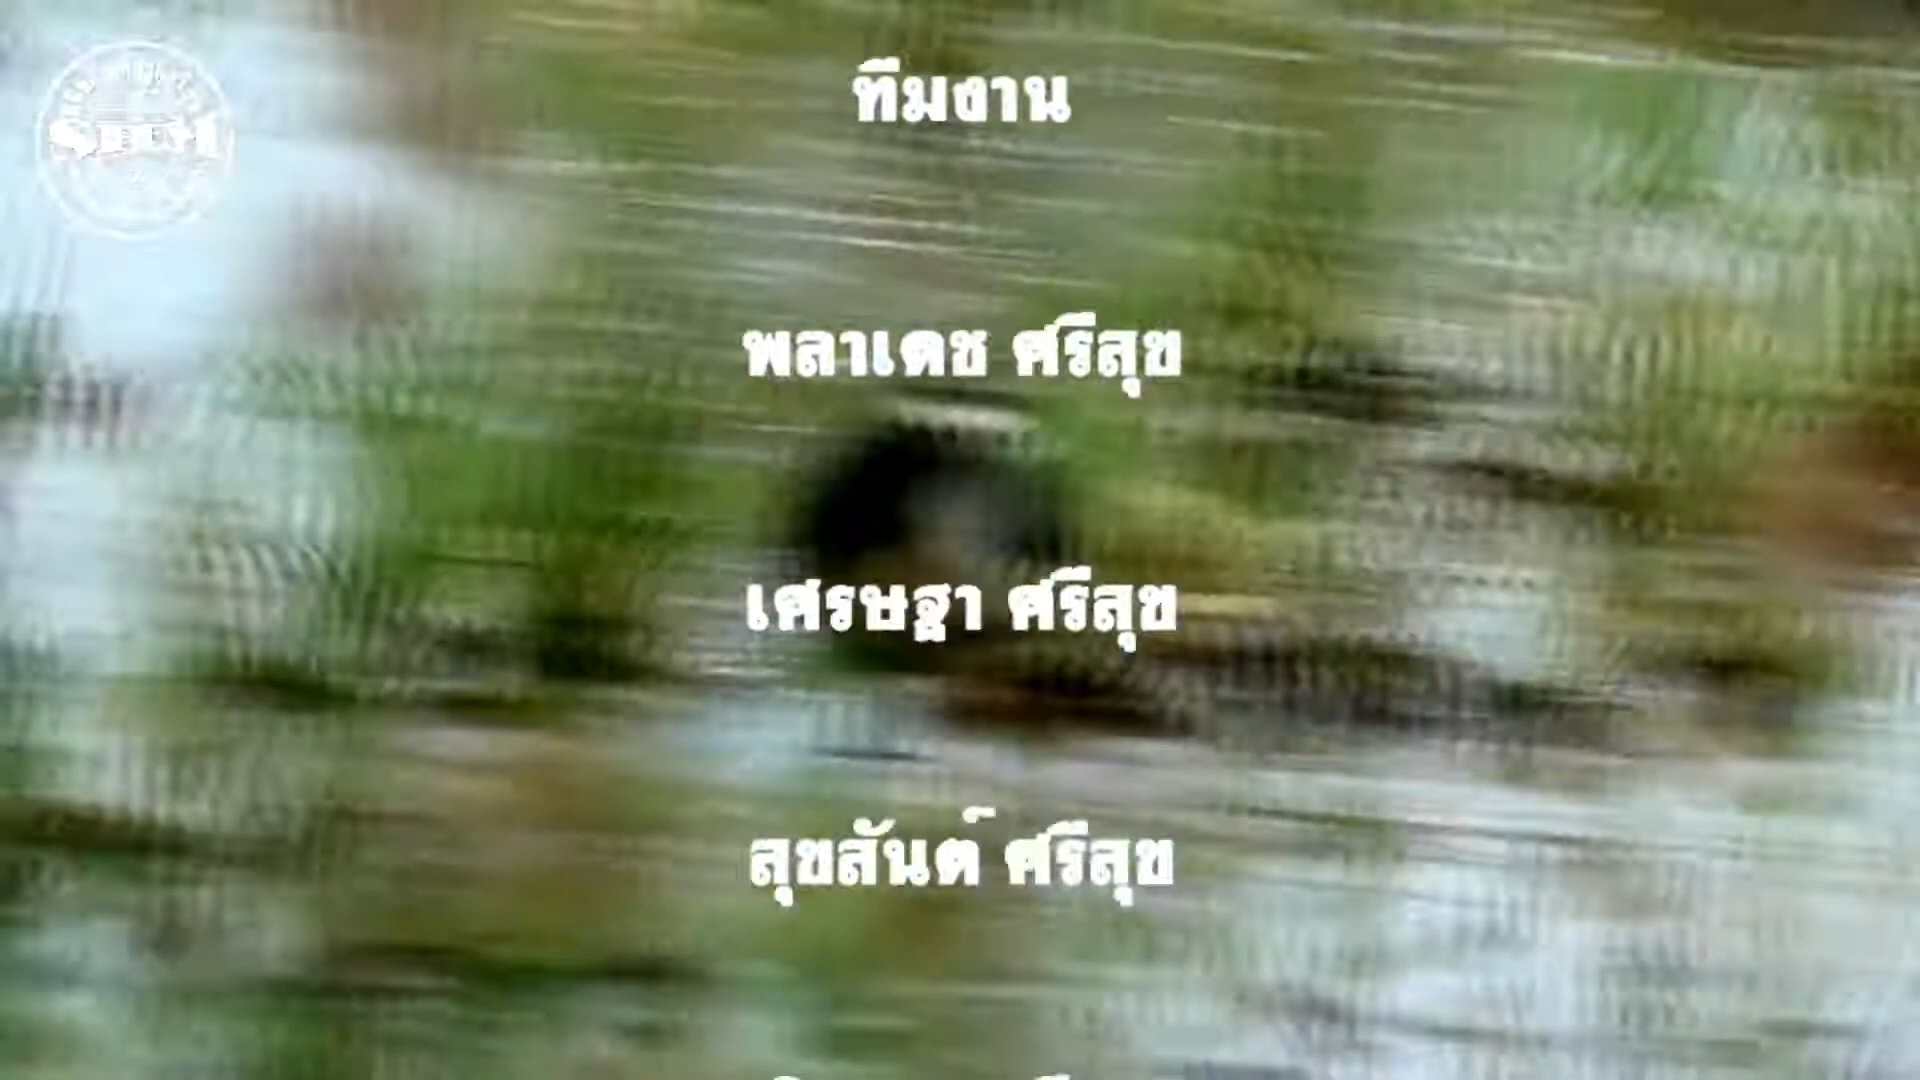 ทีมงาน
พลาเดช ศรีสุข
เศรษฐา ศรีสุข
สุขสันต์ ศรีสุข